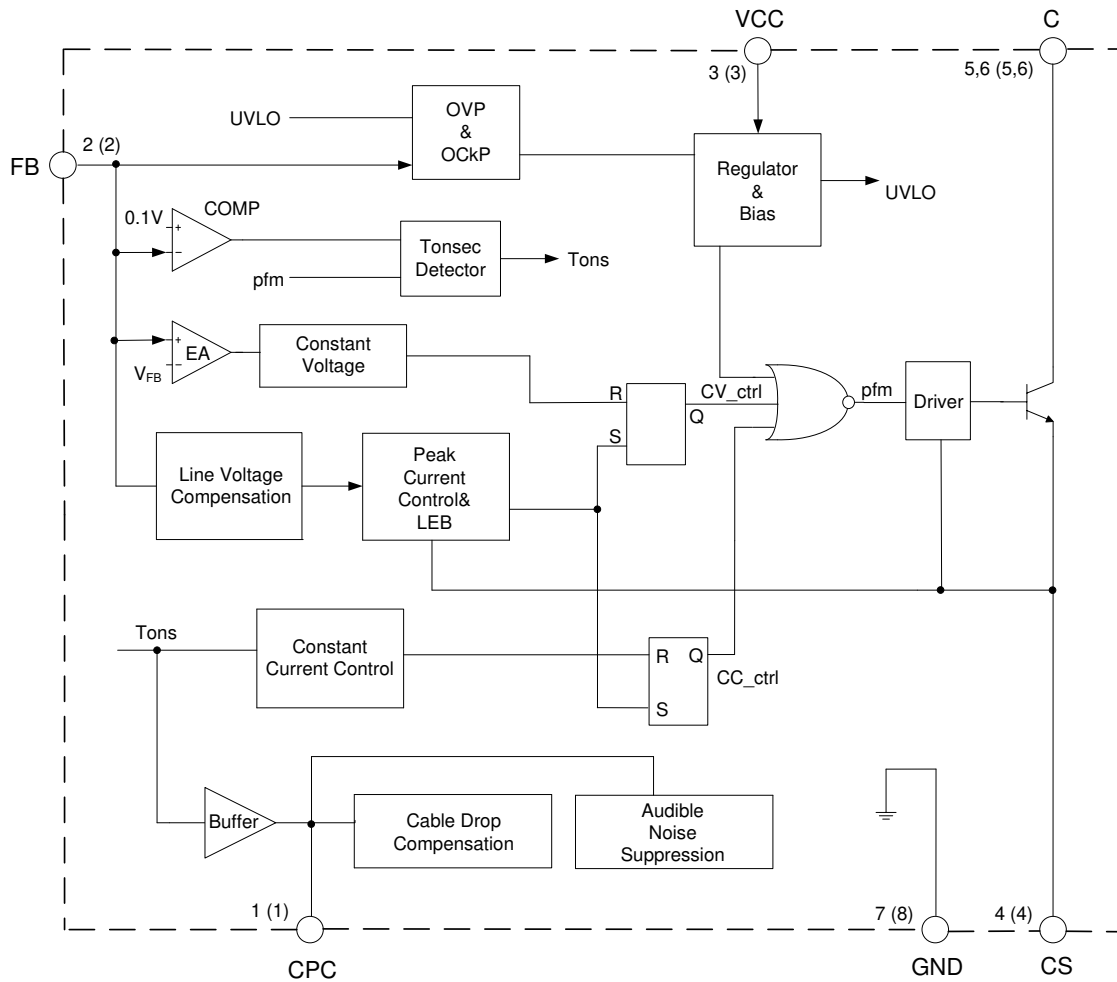 VCC
C
3 (3)
5,6 (5,6)
OVP
&
OCkP
UVLO
2 (2)
FB
Regulator
&
Bias
UVLO
COMP
0.1V
+
−
Tonsec
Detector
Tons
pfm
+
EA
−
VFB
Constant
Voltage
R
S
Q
CV_ctrl
pfm
Driver
Line Voltage
Compensation
Peak
Current
Control&
LEB
Tons
Constant
Current Control
R
Q
S
CC_ctrl
Buffer
Cable Drop
Compensation
Audible
Noise
Suppression
1 (1)
7 (8)
4 (4)
CPC
GND
CS